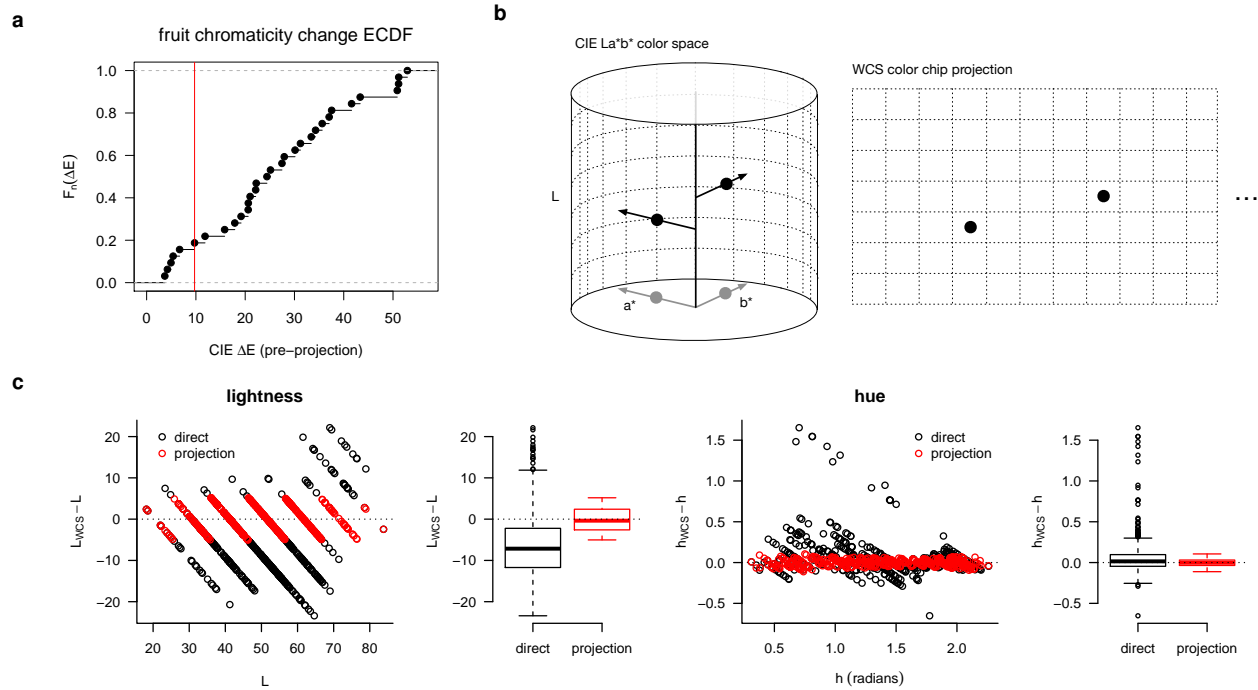 a
fruit chromaticity change ECDF
Fn(ΔE)
1.0
0.8
0.6
0.4
0.2
0.0
0 10 20 30 40 50
CIE ΔE (pre−projection)
b
CIE La*b* color space
L
a*
b*
WCS color chip projection
...
c
lightness
direct
projection
LWCS−L
20
10
0
−10
−20
20 30 40 50 60 70 80
L
LWCS−L
20
10
0
−10
−20
direct projection
hue
direct
projection
hWCS−h
1.5
1.0
0.5
0.0
−0.5
0.5 1.0 1.5 2.0
h (radians)
hWCS−h
1.5
1.0
0.5
0.0
−0.5
direct projection